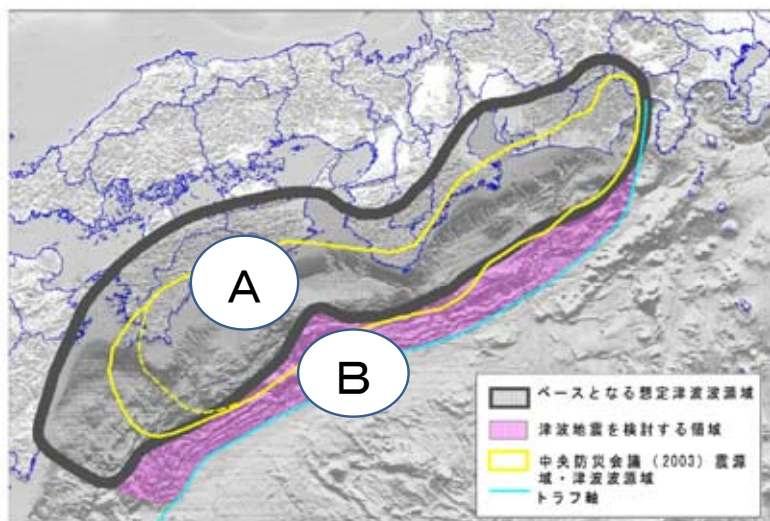 A
B
ベースとなる想定津波波源域
津波地震を検討する領域
中央防災会議（2003）震源
域・津波波源域
トラフ軸